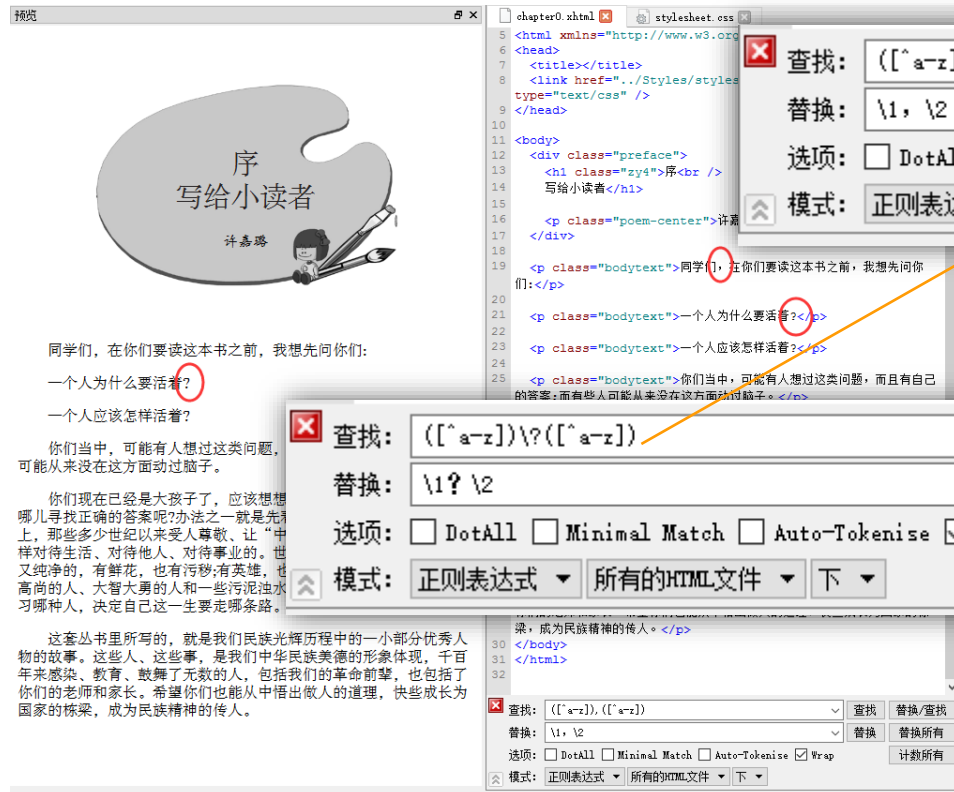 预览
序
写给小读者
许嘉璐
同学们，在你们要读这本书之前，我想先问你们:
一个人为什么要活着?
一个人应该怎样活着?
你们当中，可能有人想过这类问题，
可能从来没在这方面动过脑子。
你们现在已经是大孩子了，应该想想
哪儿寻找正确的答案呢?办法之一就是先
上，那些多少世纪以来受人尊敬、让“中
样对待生活、对待他人、对待事业的。世
又纯净的，有鲜花，也有污秽;有英雄，也
高尚的人、大智大勇的人和一些污泥浊水
习哪种人，决定自己这一生要走哪条路。
这套丛书里所写的，就是我们民族光辉历程中的一小部分优秀人
物的故事。这些人、这些事，是我们中华民族美德的形象体现，千百
年来感染、教育、鼓舞了无数的人，包括我们的革命前辈，也包括了
你们的老师和家长。希望你们也能从中悟出做人的道理，快些成长为
国家的栋梁，成为民族精神的传人。
chapter0.xhtml
stylesheet.css
5 <html xmlns="http://www.w3.org
6 <head>
7 <title></title>
8 <link href="../Styles/styles
type="text/css" />
9 </head>
10
11 <body>
12 <div class="preface">
13 <h1 class="zy4">序<br />
14 写给小读者</h1>
15
16 <p class="poem-center">许嘉
17 </div>
18
19 <p class="bodytext">同学们，在你们要读这本书之前，我想先问你
们:</p>
20
21 <p class="bodytext">一个人为什么要活着?</p>
22
23 <p class="bodytext">一个人应该怎样活着?</p>
24
25 <p class="bodytext">你们当中，可能有人想过这类问题，而且有自己
的答案;而有些人可能从来没在这方面动过脑子。</p>
梁，成为民族精神的传人。</p>
30 </body>
31 </html>
32
查找: ([^a-z]
替换: \1，\2
选项: DotAl
模式: 正则表达
查找: ([^a-z])\?([^a-z])
替换: \1？\2
选项: DotAll Minimal Match Auto-Tokenise
模式: 正则表达式 所有的HTML文件 下
查找: ([^a-z]),([^a-z]) 查找 替换/查找
替换: \1，\2 替换 替换所有
选项: DotAll Minimal Match Auto-Tokenise Wrap 计数所有
模式: 正则表达式 所有的HTML文件 下